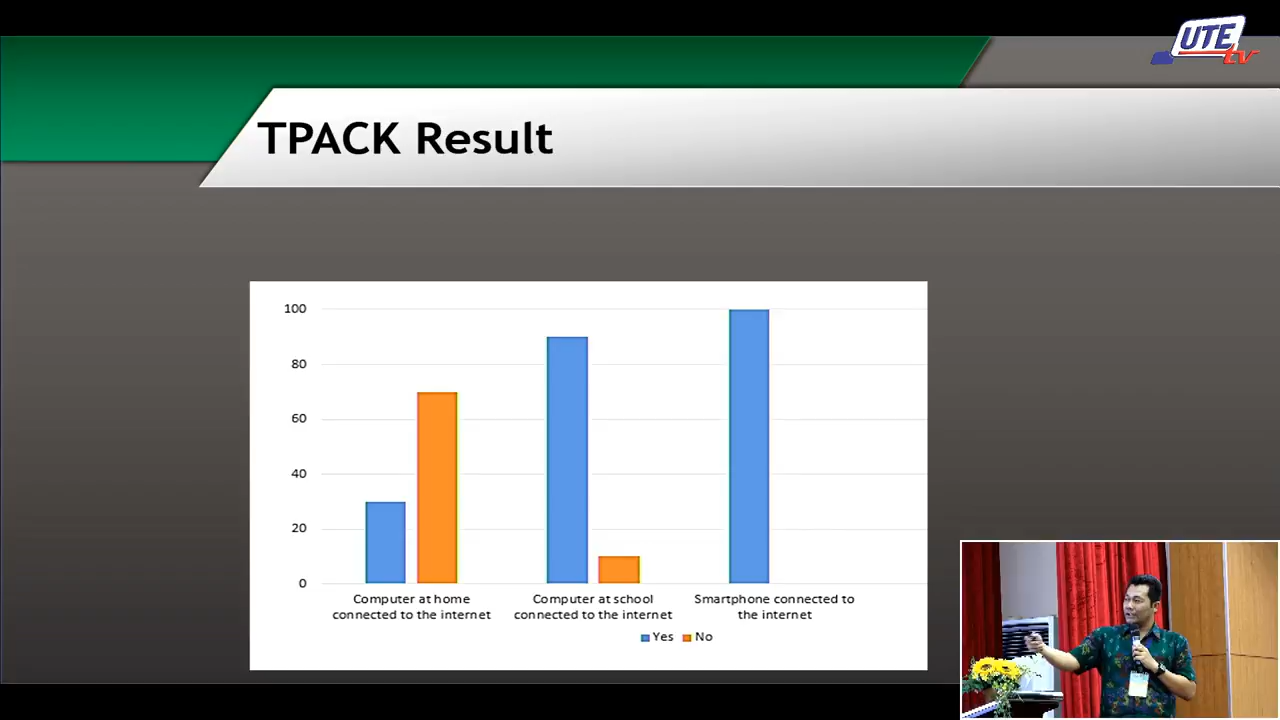 UTE
tv
TPACK Result
100
80
60
40
20
0
Computer at home
connected to the internet
Computer at school
connected to the internet
Smartphone connected to
the internet
Yes No